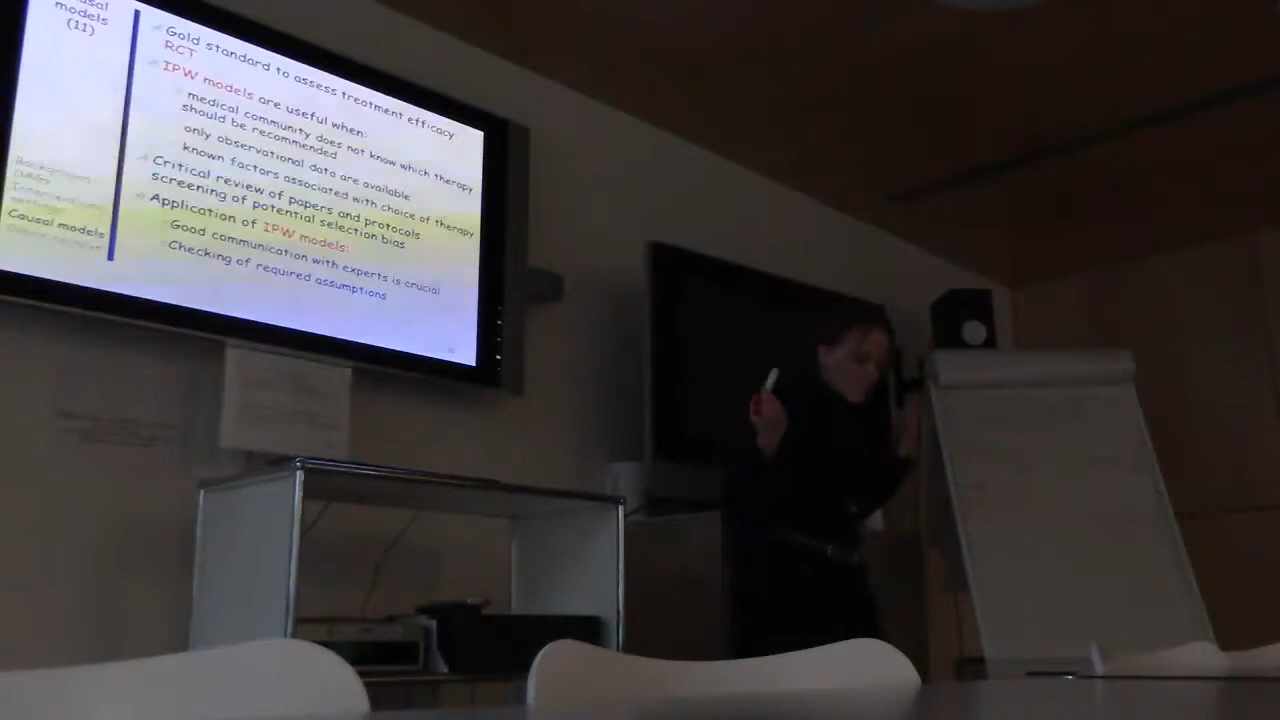 models
(11)
Gold standard to assess treatment efficacy:
RCT
IPW models are useful when:
medical community does not know which therapy
should be recommended
only observational data are available
known factors associated with choice of therapy
Critical review of papers and protocols:
screening of potential selection bias
Application of IPW models:
Good communication with experts is crucial
Checking of required assumptions
Background
DAGs
Causal models